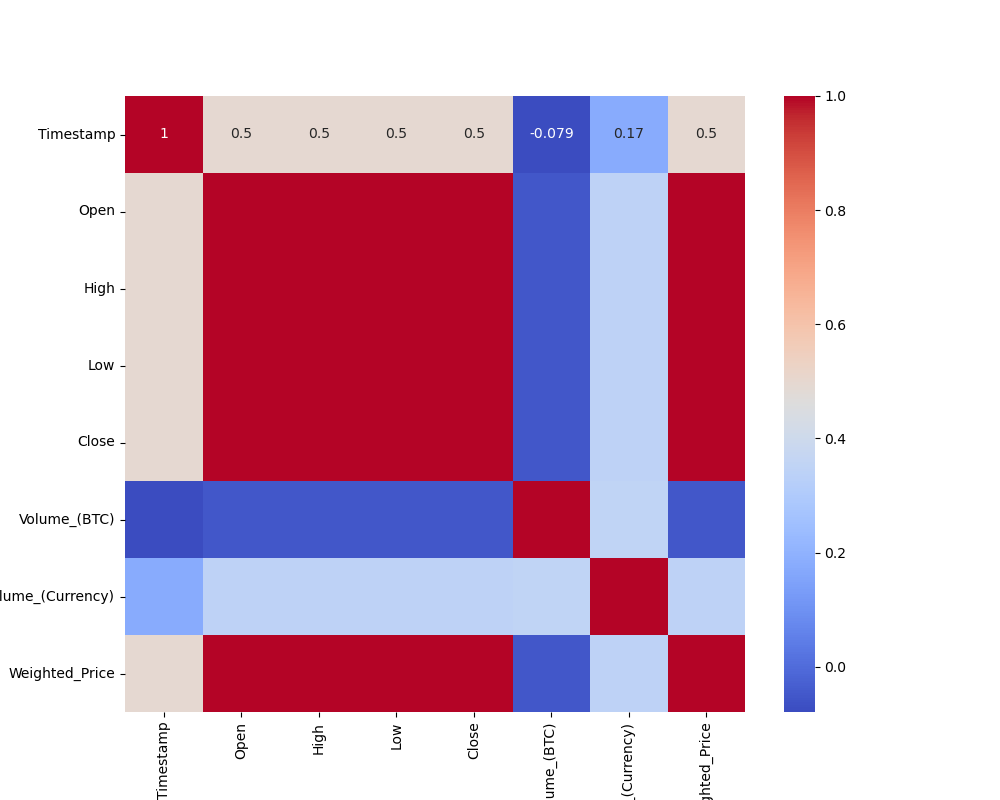 Timestamp 1 0.5 0.5 0.5 0.5 -0.079 0.17 0.5
Open
High
Low
Close
Volume_(BTC)
lume_(Currency)
Weighted_Price
Timestamp
Open
High
Low
Close
ume_(BTC)
_(Currency)
ghted_Price
1.0
0.8
0.6
0.4
0.2
0.0